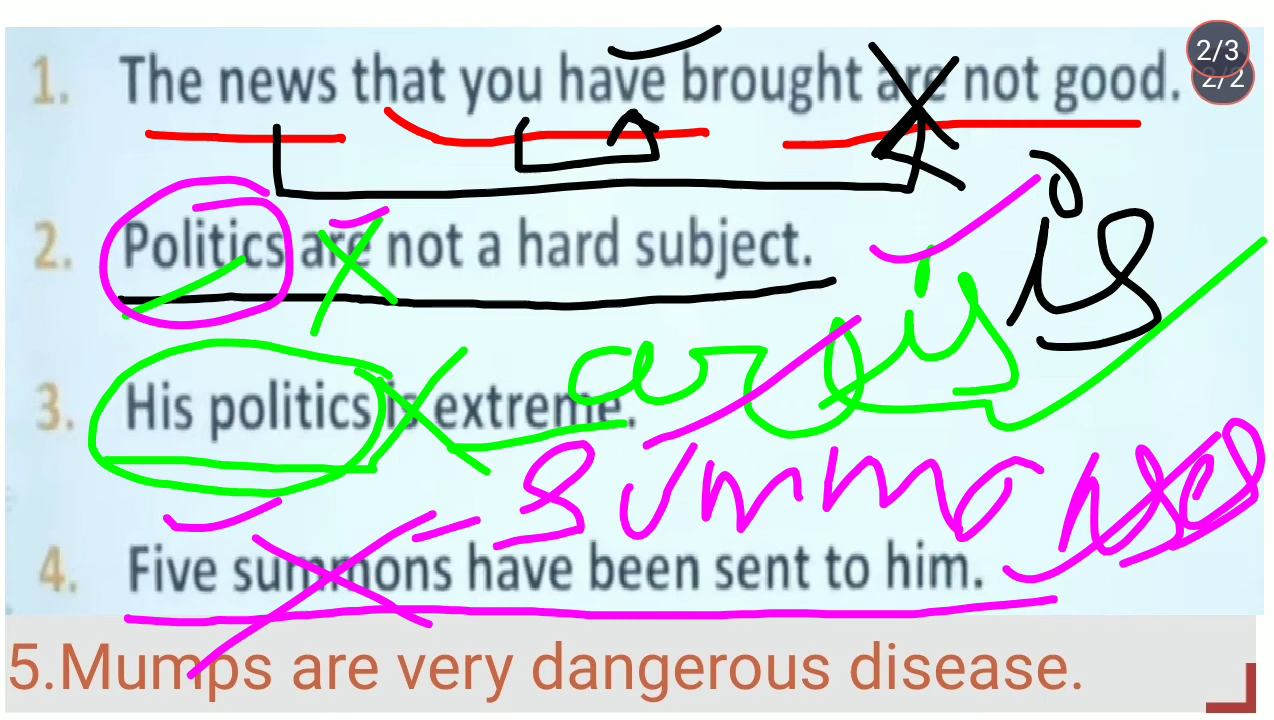 2/3
2/2
1. The news that you have brought are not good.
is
2. Politics are not a hard subject.
is
are
3. His politics is extreme.
summonses
4. Five summons have been sent to him.
5.Mumps are very dangerous disease.